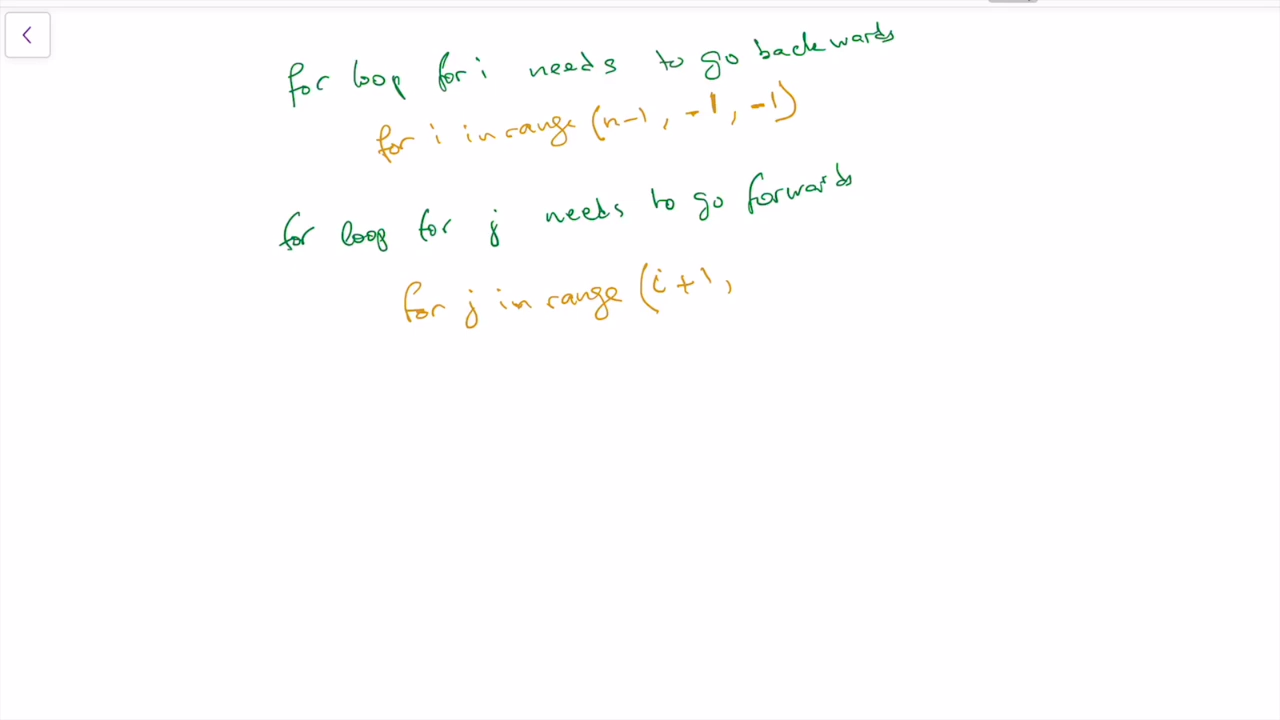 for loop for i needs to go backwards
for i in range (n-1, -1, -1)
for loop for j needs to go forwards
for j in range (i+1,